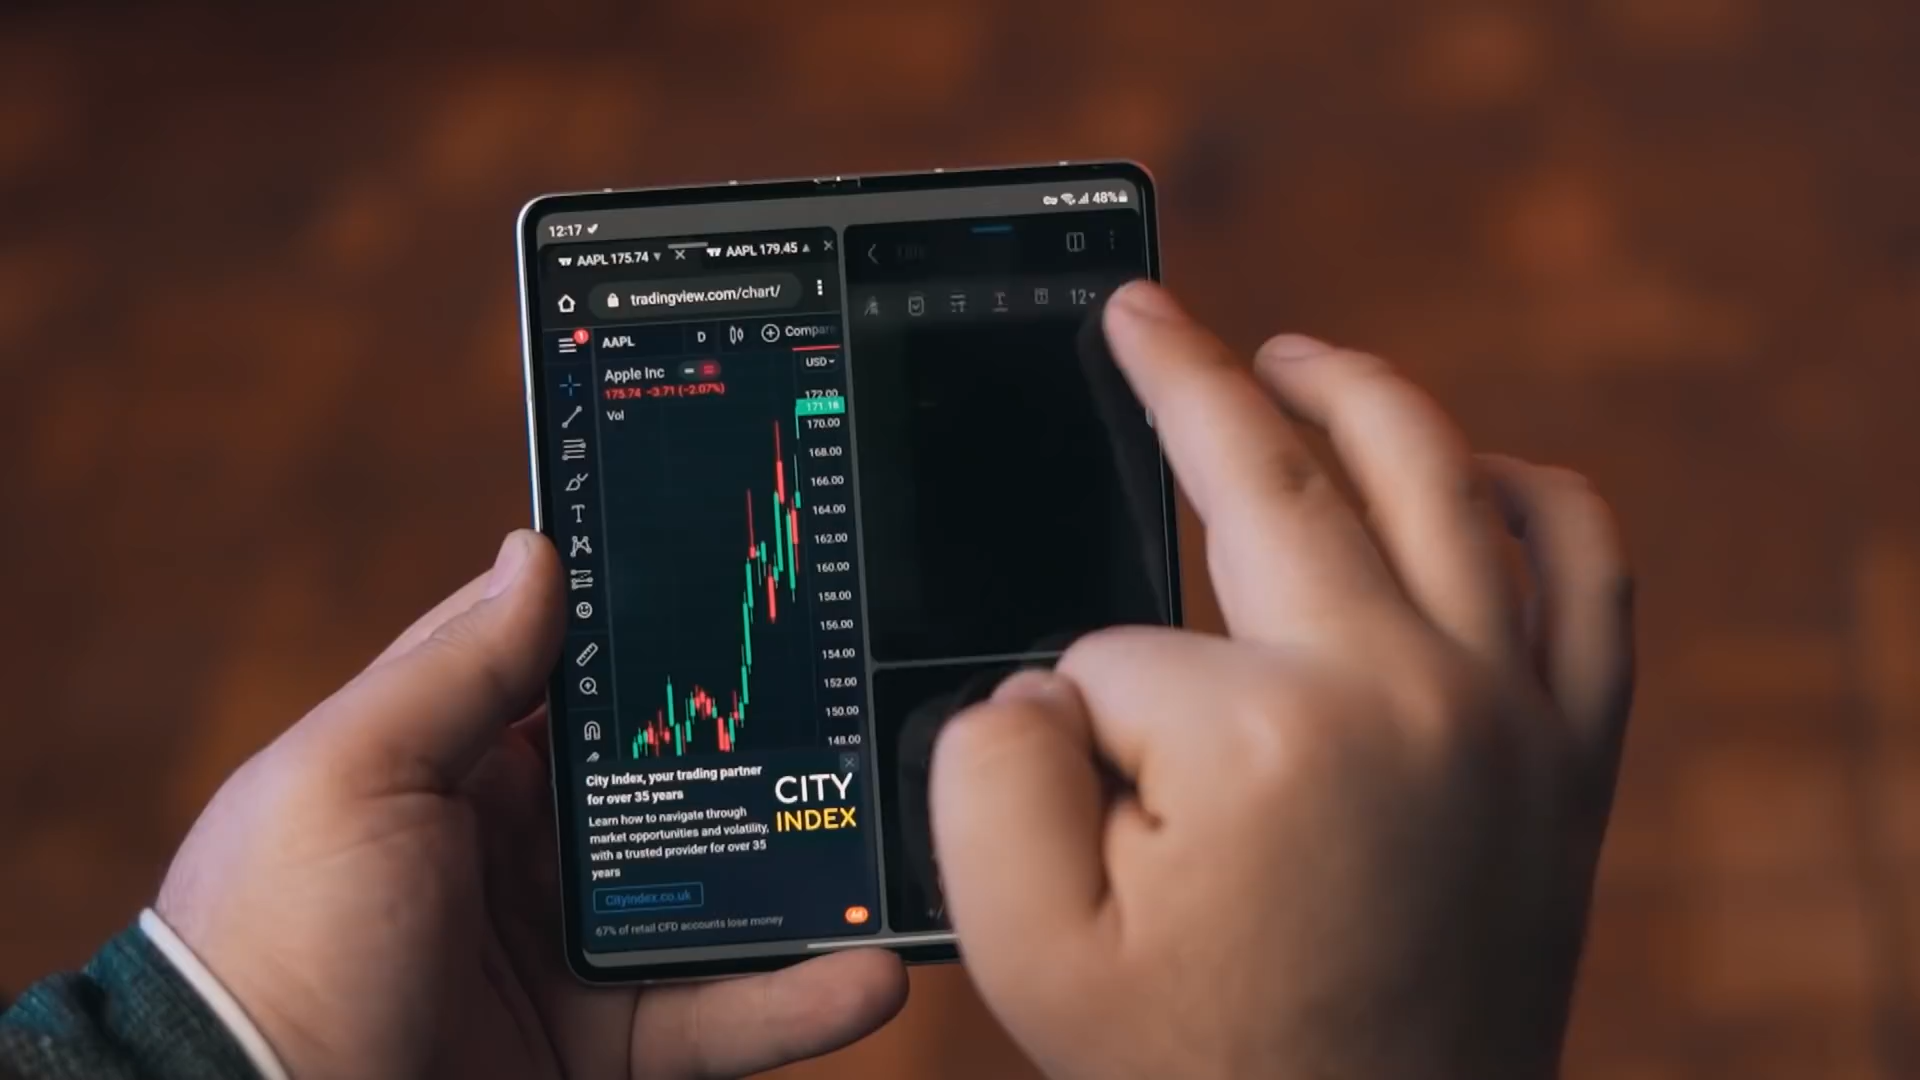 12:17
48%
AAPL 175.74
AAPL 179.45
tradingview.com/chart/
12
1
AAPL
D
Compare
USD
Apple Inc
175.74 −3.71 (−2.07%)
Vol
172.00
171.18
170.00
168.00
166.00
164.00
162.00
160.00
158.00
156.00
154.00
152.00
150.00
148.00
City Index, your trading partner
for over 35 years
CITY
INDEX
Learn how to navigate through
market opportunities and volatility,
with a trusted provider for over 35
years
Cityindex.co.uk
67% of retail CFD accounts lose money
Ad